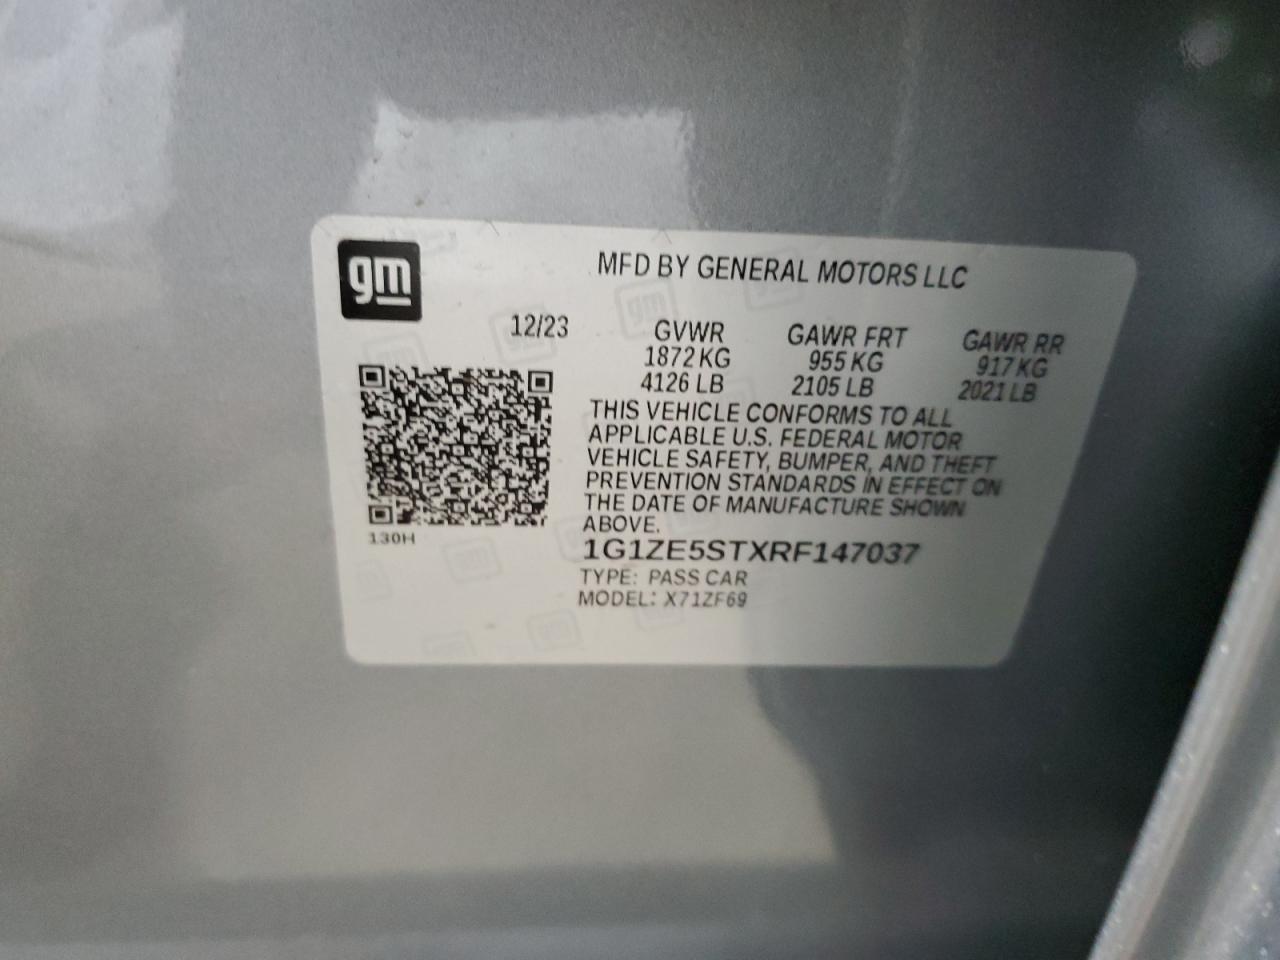 gm
MFD BY GENERAL MOTORS LLC
12/23 GVWR GAWR FRT GAWR RR
1872 KG 955 KG 917 KG
4126 LB 2105 LB 2021 LB
THIS VEHICLE CONFORMS TO ALL
APPLICABLE U.S. FEDERAL MOTOR
VEHICLE SAFETY, BUMPER, AND THEFT
PREVENTION STANDARDS IN EFFECT ON
THE DATE OF MANUFACTURE SHOWN
ABOVE.
130H
1G1ZE5STXRF147037
TYPE: PASS CAR
MODEL: X71ZF69